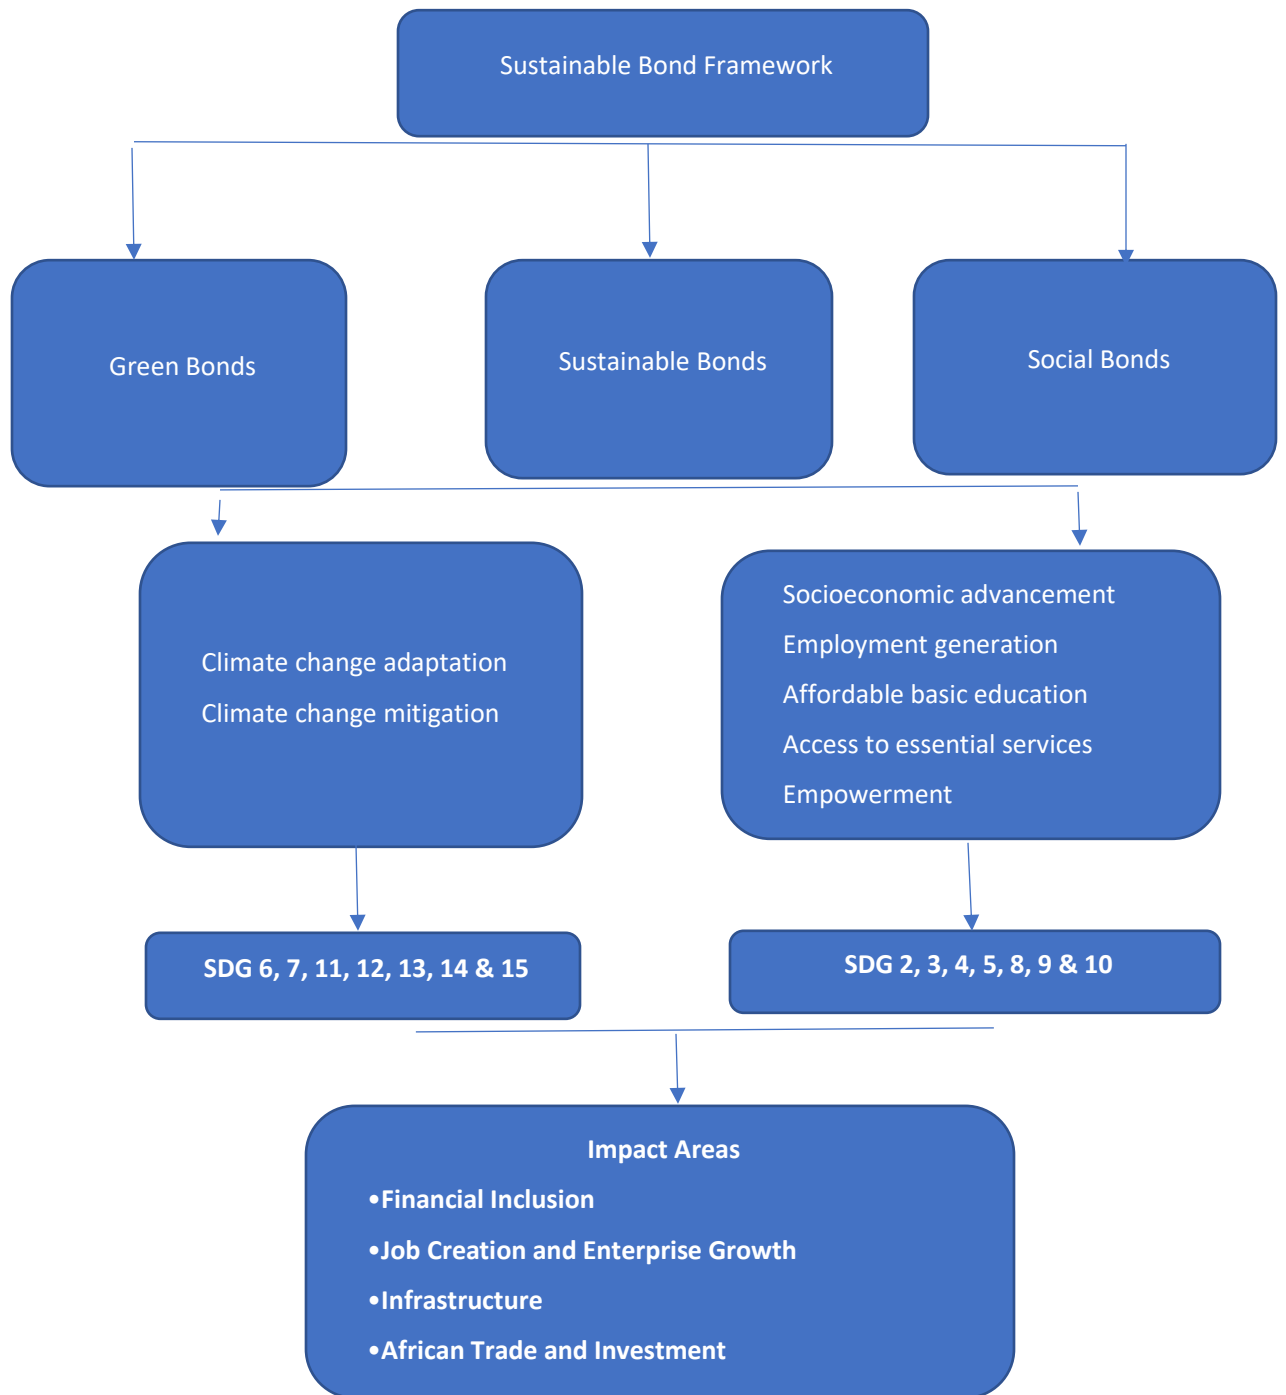 Sustainable Bond Framework
Green Bonds
Sustainable Bonds
Social Bonds
Climate change adaptation
Climate change mitigation
Socioeconomic advancement
Employment generation
Affordable basic education
Access to essential services
Empowerment
SDG 6, 7, 11, 12, 13, 14 & 15
SDG 2, 3, 4, 5, 8, 9 & 10
Impact Areas
•Financial Inclusion
•Job Creation and Enterprise Growth
•Infrastructure
•African Trade and Investment